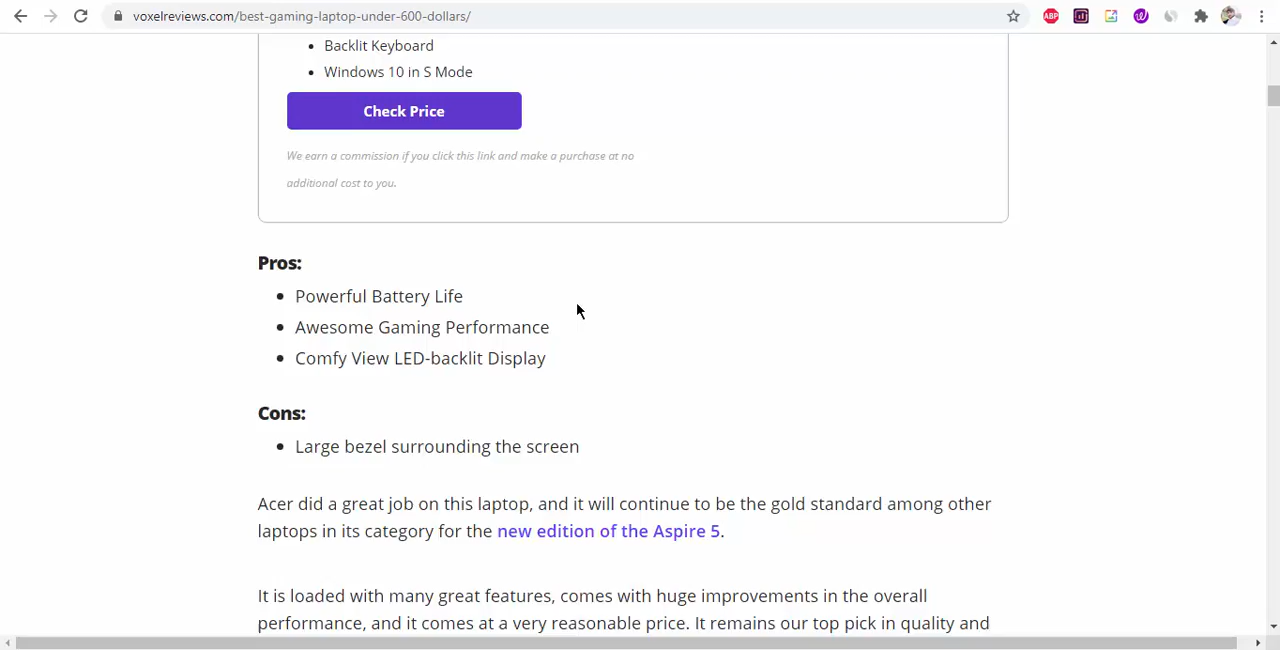 voxelreviews.com/best-gaming-laptop-under-600-dollars/
ABP
Backlit Keyboard
Windows 10 in S Mode
Check Price
We earn a commission if you click this link and make a purchase at no
additional cost to you.
Pros:
Powerful Battery Life
Awesome Gaming Performance
Comfy View LED-backlit Display
Cons:
Large bezel surrounding the screen
Acer did a great job on this laptop, and it will continue to be the gold standard among other
laptops in its category for the new edition of the Aspire 5.
It is loaded with many great features, comes with huge improvements in the overall
performance, and it comes at a very reasonable price. It remains our top pick in quality and